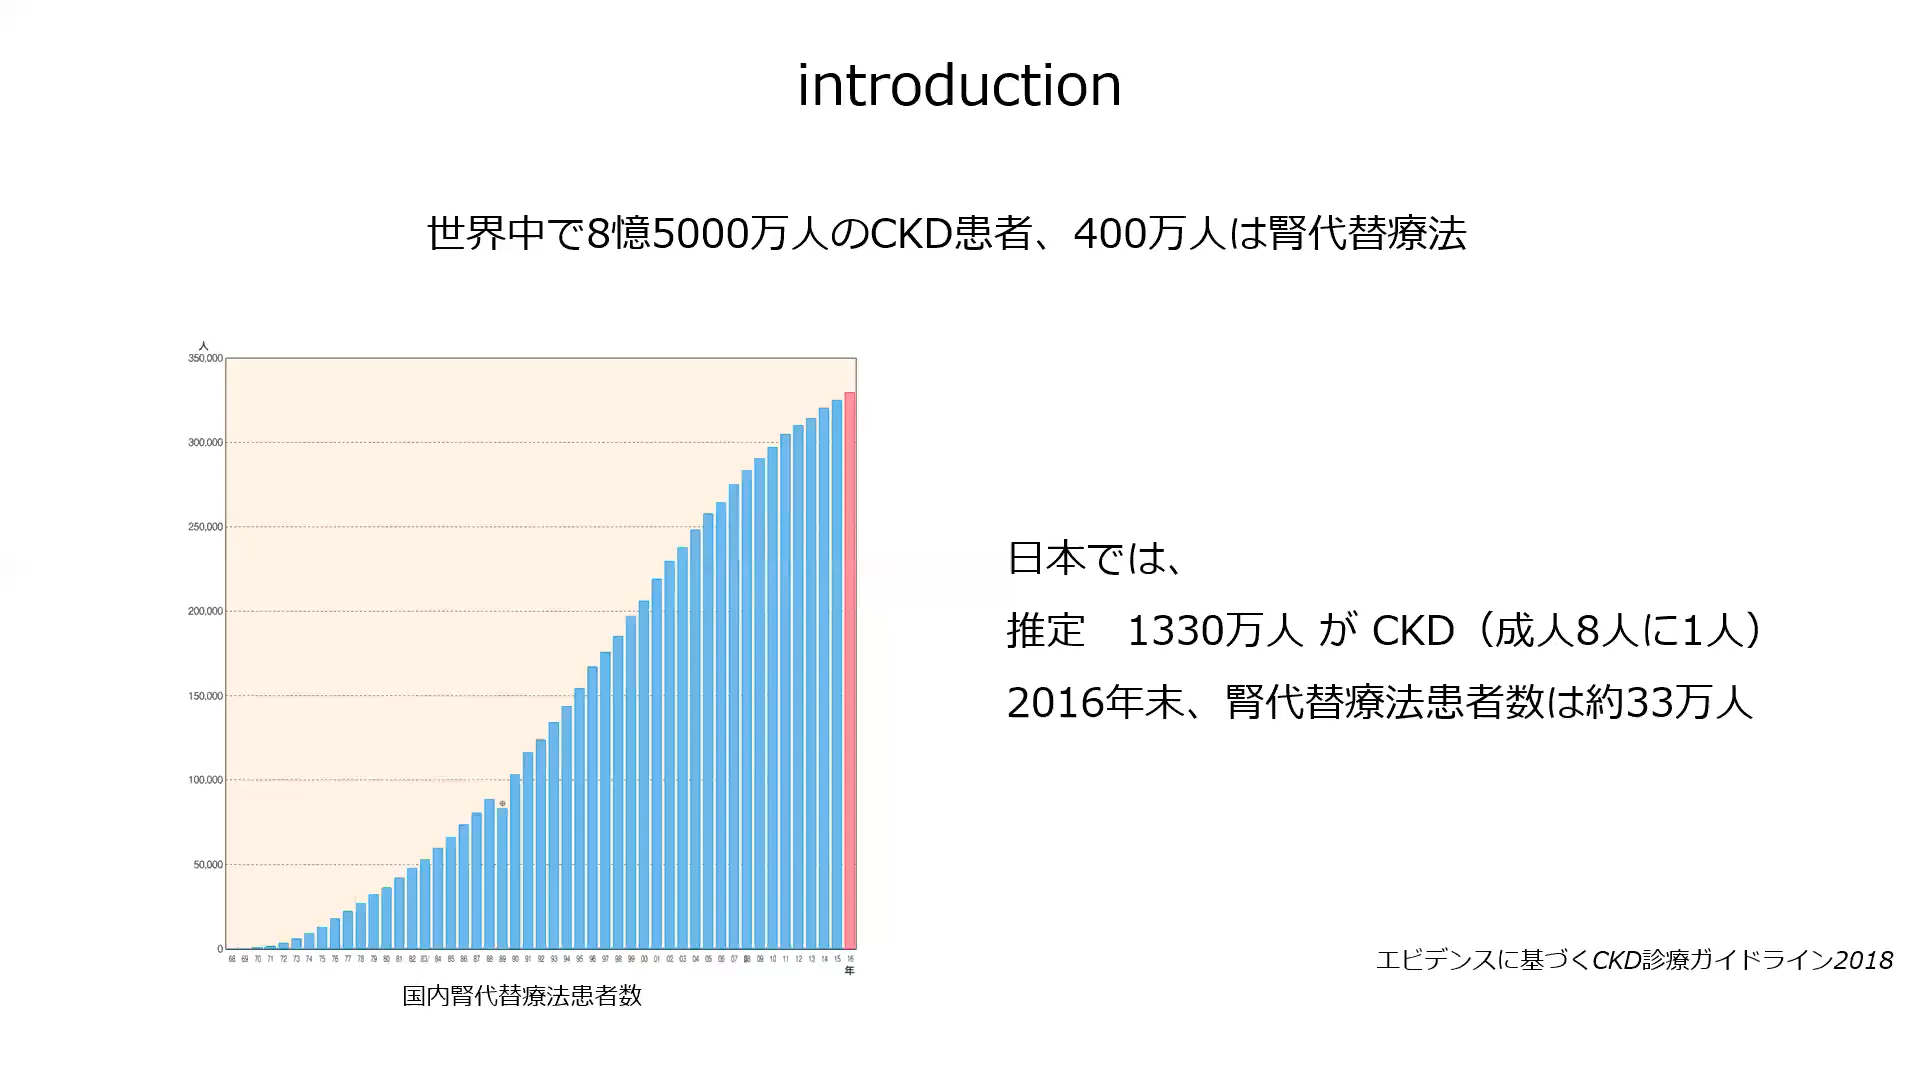 introduction
世界中で8憶5000万人のCKD患者、400万人は腎代替療法
人
350,000
300,000
250,000
200,000
150,000
100,000
50,000
0
68 69 70 71 72 73 74 75 76 77 78 79 80 81 82 83 84 85 86 87 88 89 90 91 92 93 94 95 96 97 98 99 00 01 02 03 04 05 06 07 08 09 10 11 12 13 14 15 16
年
国内腎代替療法患者数
日本では、
推定　1330万人 が CKD（成人8人に1人）
2016年末、腎代替療法患者数は約33万人
エビデンスに基づくCKD診療ガイドライン2018